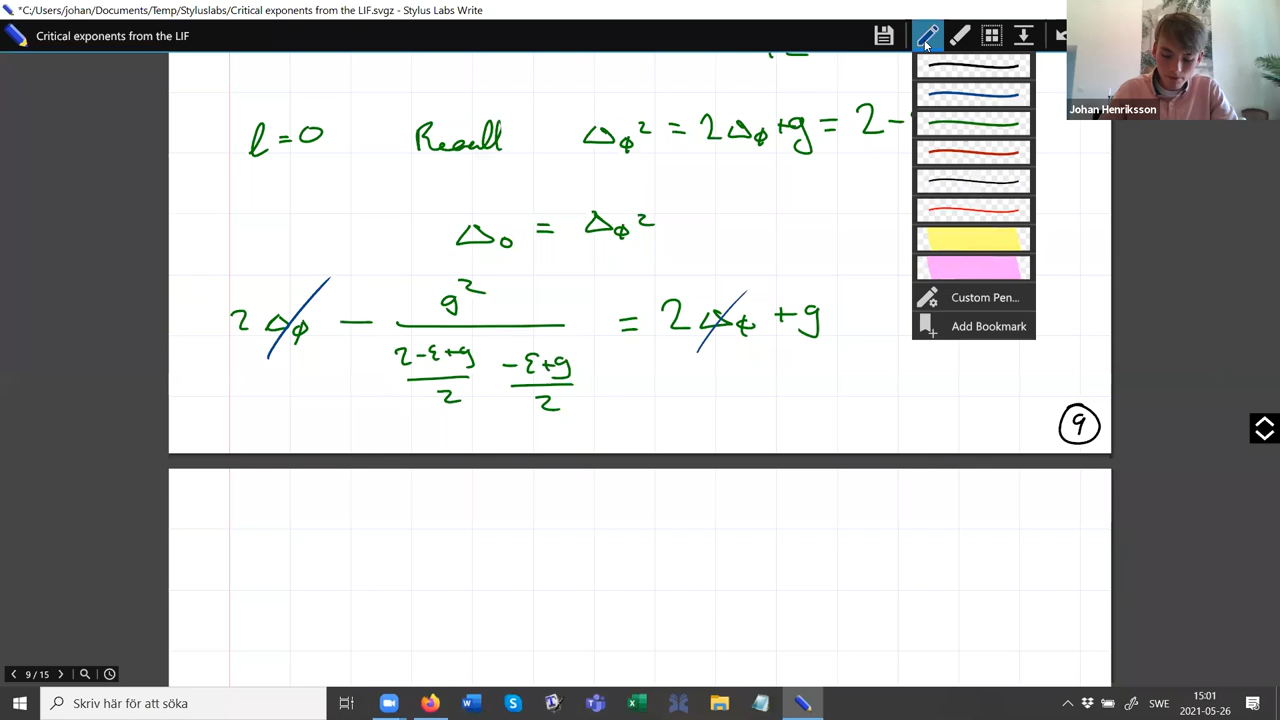 *C:/Users/johan/Documents/Temp/Styluslabs/Critical exponents from the LIF.svgz - Stylus Labs Write
Critical exponents from the LIF
Johan Henriksson
l=0 Recall Δφ² = 2Δφ+g = 2-
Δ₀ = Δφ²
2Δφ - g² / ((2-ε+g)/2 (-ε+g)/2) = 2Δφ + g
Custom Pen...
Add Bookmark
9
9 / 15
Skriv här för att söka
SWE
15:01
2021-05-26